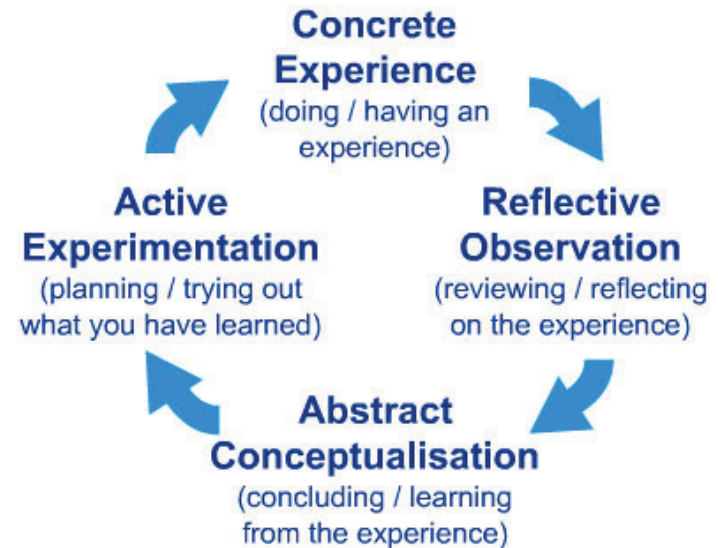 Concrete
Experience
(doing / having an
experience)
Reflective
Observation
(reviewing / reflecting
on the experience)
Abstract
Conceptualisation
(concluding / learning
from the experience)
Active
Experimentation
(planning / trying out
what you have learned)